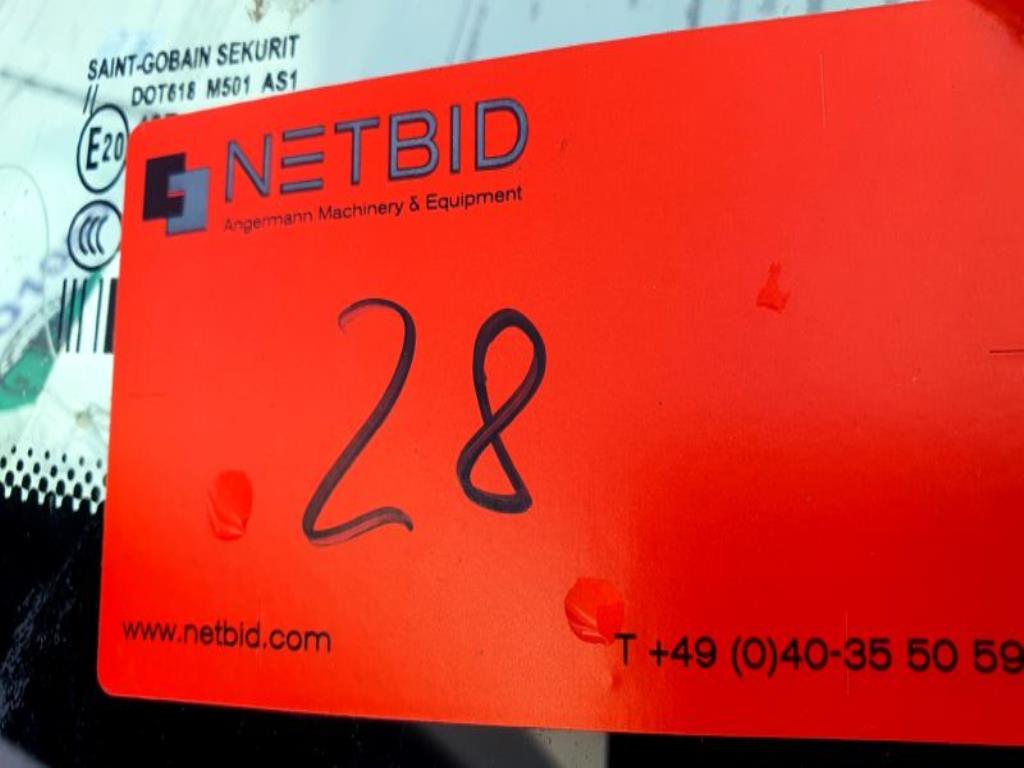 SAINT-GOBAIN SEKURIT
DOT618 M501 AS1
E20
CCC
NETBID
Angermann Machinery & Equipment
28
www.netbid.com
T +49 (0)40-35 50 59